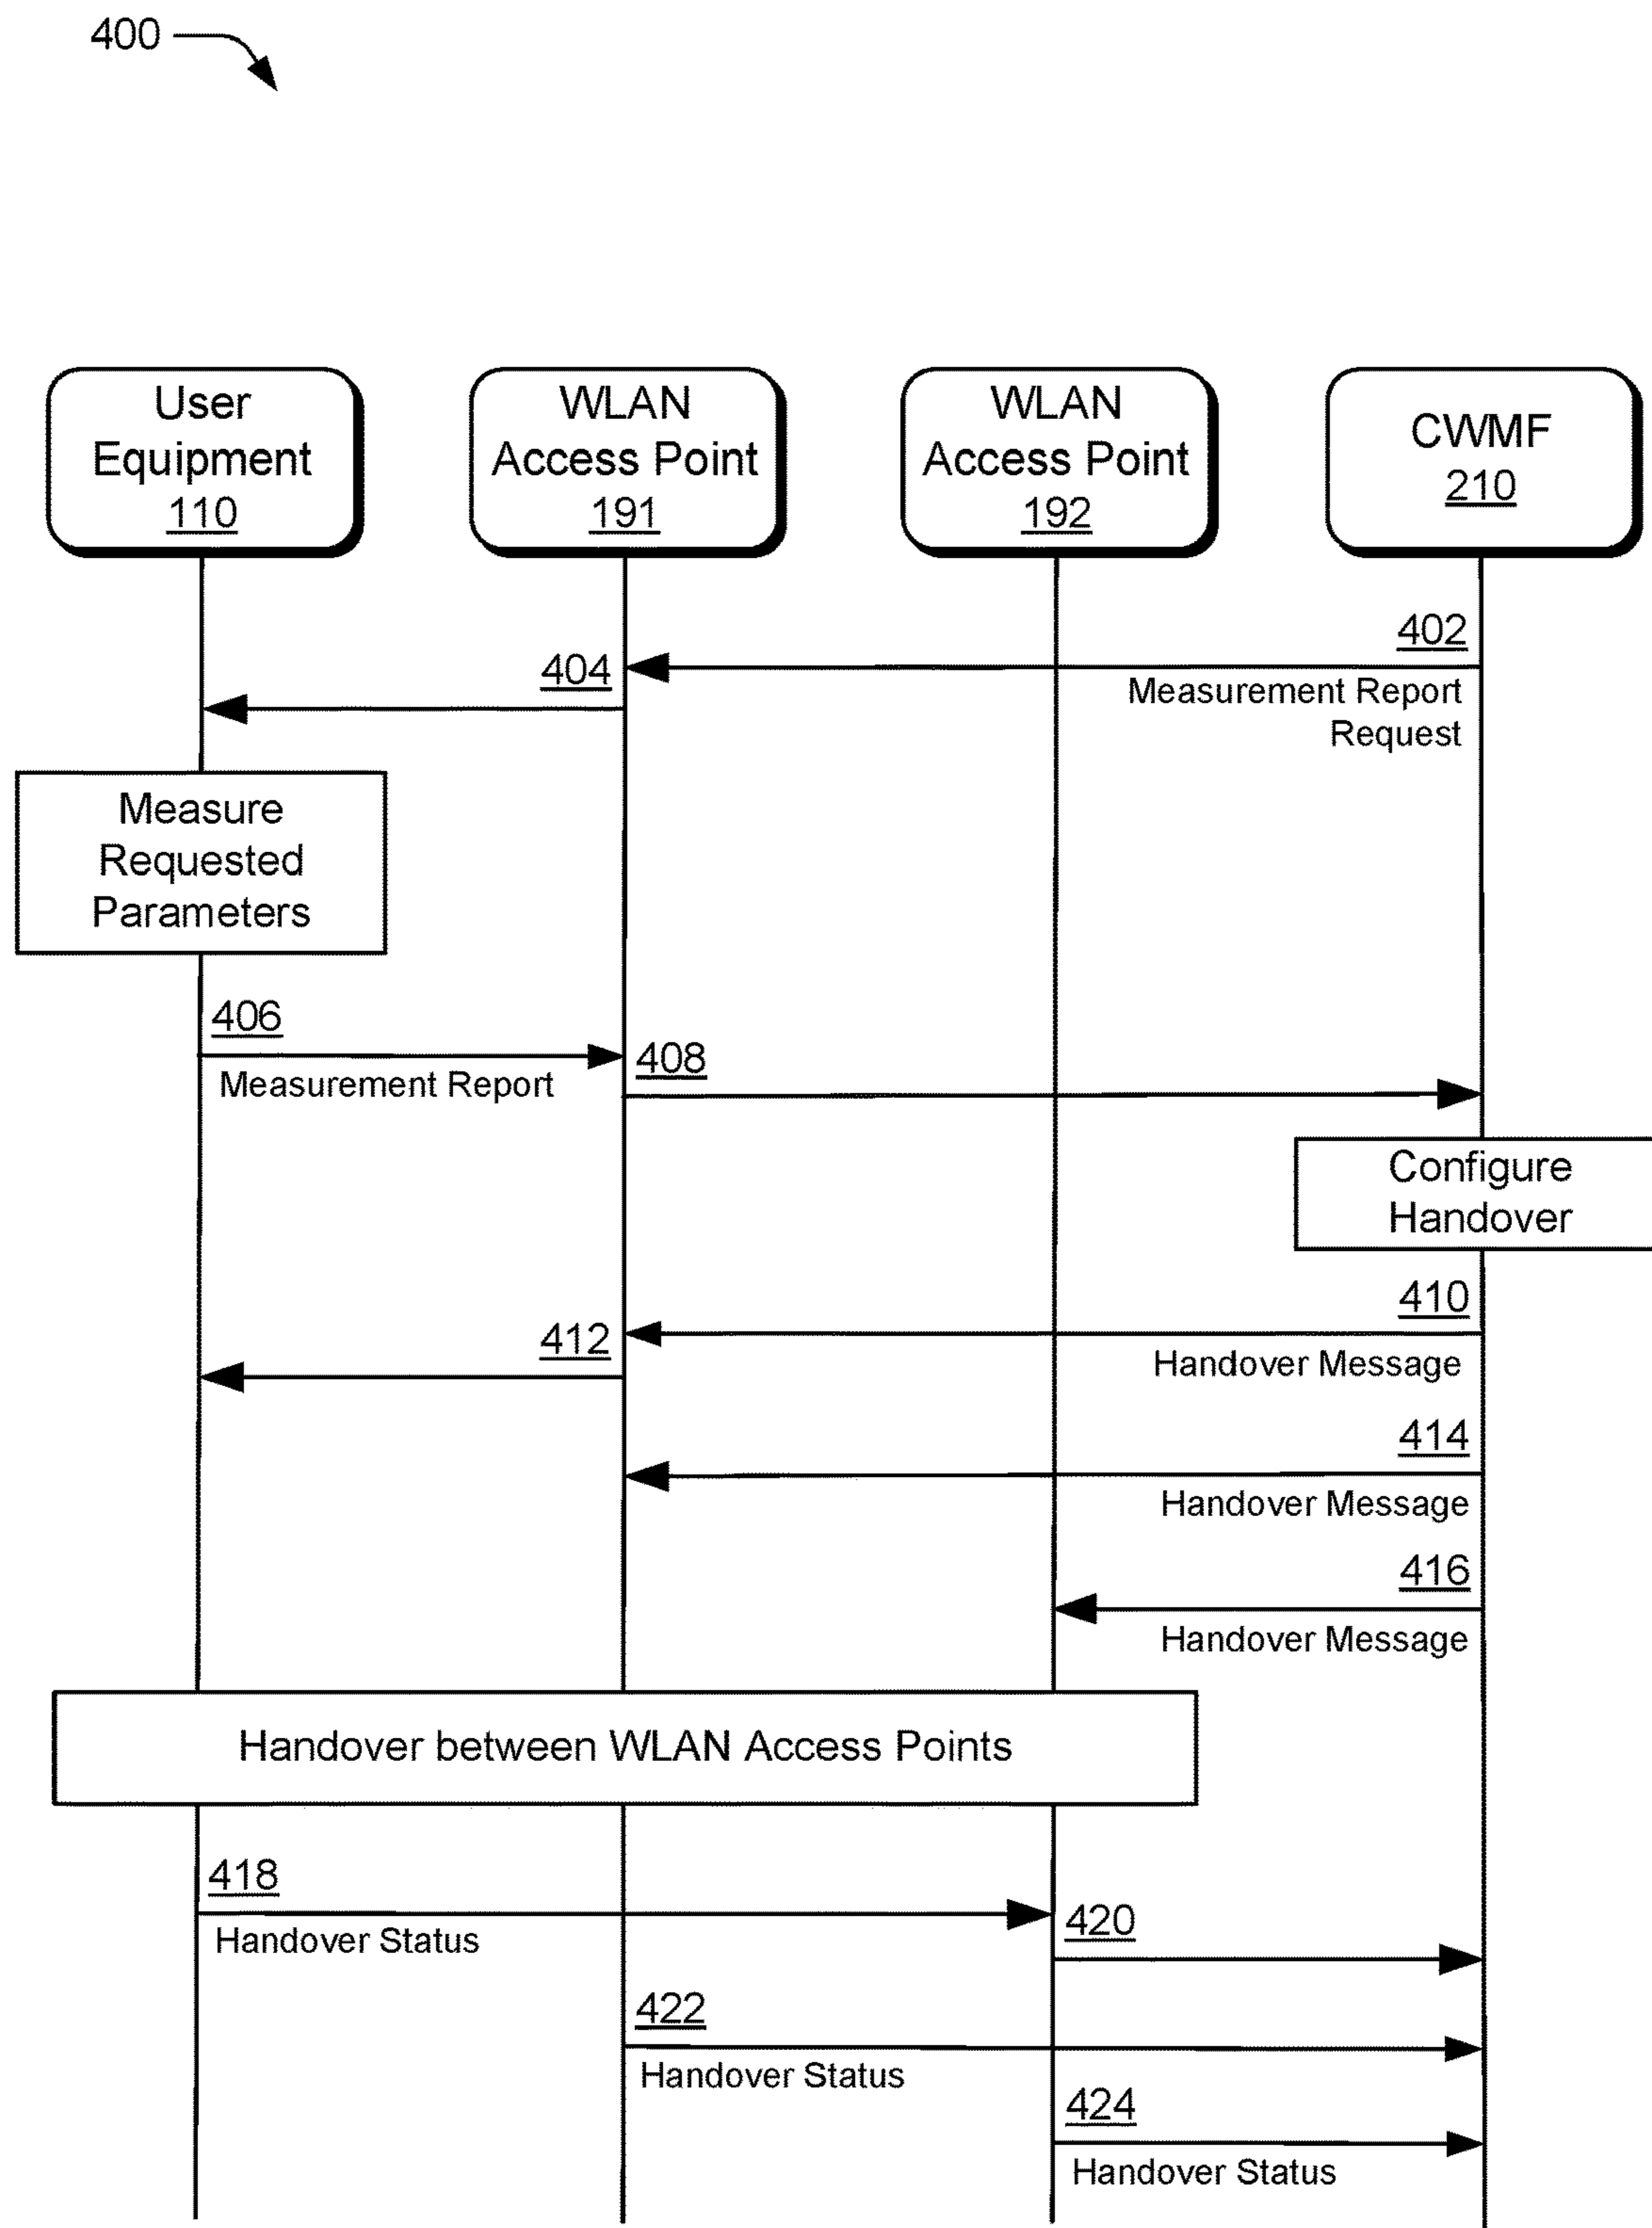 400
User
Equipment
110
WLAN
Access Point
191
WLAN
Access Point
192
CWMF
210
402
Measurement Report
Request
404
Measure
Requested
Parameters
406
Measurement Report
408
Configure
Handover
410
Handover Message
412
414
Handover Message
416
Handover Message
Handover between WLAN Access Points
418
Handover Status
420
422
Handover Status
424
Handover Status